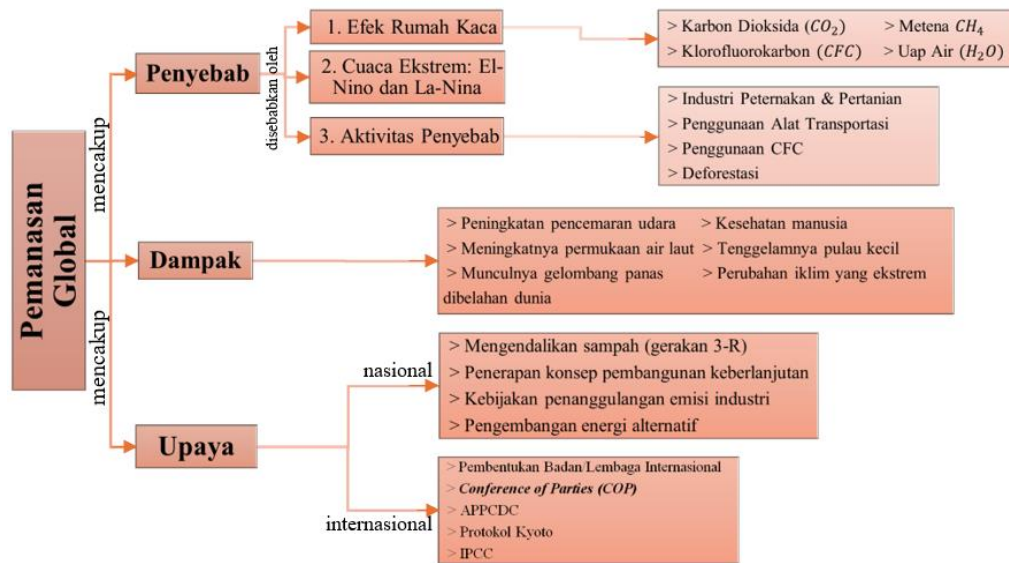 Pemanasan
Global
mencakup
mencakup
Penyebab
disebabkan oleh
1. Efek Rumah Kaca
> Karbon Dioksida (CO₂) > Metena CH₄
> Klorofluorokarbon (CFC) > Uap Air (H₂O)
2. Cuaca Ekstrem: El-
Nino dan La-Nina
3. Aktivitas Penyebab
> Industri Peternakan & Pertanian
> Penggunaan Alat Transportasi
> Penggunaan CFC
> Deforestasi
Dampak
> Peningkatan pencemaran udara > Kesehatan manusia
> Meningkatnya permukaan air laut > Tenggelamnya pulau kecil
> Munculnya gelombang panas > Perubahan iklim yang ekstrem
dibelahan dunia
Upaya
nasional
> Mengendalikan sampah (gerakan 3-R)
> Penerapan konsep pembangunan keberlanjutan
> Kebijakan penanggulangan emisi industri
> Pengembangan energi alternatif
internasional
> Pembentukan Badan/Lembaga Internasional
> Conference of Parties (COP)
> APPCDC
> Protokol Kyoto
> IPCC